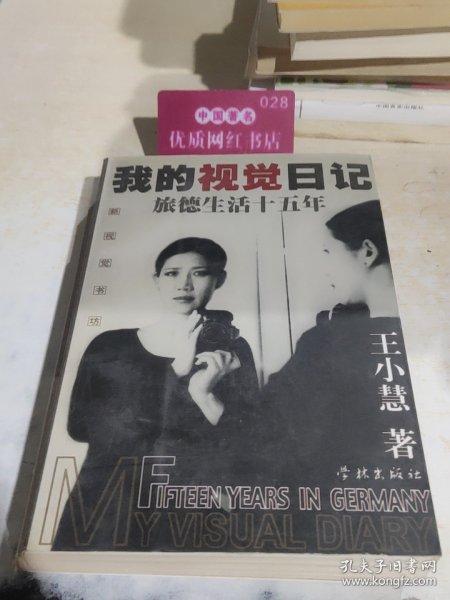 028
中国著名
优质网红书店
我的视觉日记
旅德生活十五年
新视觉书坊
王小慧 著
学林出版社
FIFTEEN YEARS IN GERMANY
MY VISUAL DIARY
孔夫子旧书网
www.kongfz.com